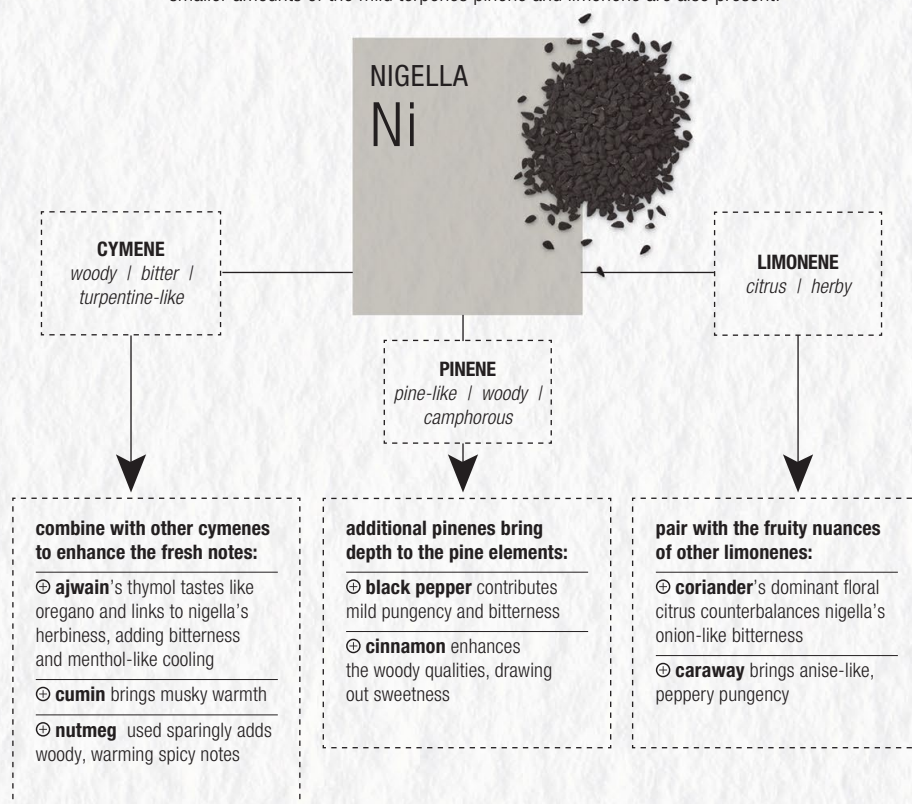 smaller amounts of the mild terpenes pinene and limonene are also present.
NIGELLA
Ni
CYMENE
woody | bitter |
turpentine-like
PINENE
pine-like | woody |
camphorous
LIMONENE
citrus | herby
combine with other cymenes
to enhance the fresh notes:
⊕ ajwain's thymol tastes like
oregano and links to nigella's
herbiness, adding bitterness
and menthol-like cooling
⊕ cumin brings musky warmth
⊕ nutmeg used sparingly adds
woody, warming spicy notes
additional pinenes bring
depth to the pine elements:
⊕ black pepper contributes
mild pungency and bitterness
⊕ cinnamon enhances
the woody qualities, drawing
out sweetness
pair with the fruity nuances
of other limonenes:
⊕ coriander's dominant floral
citrus counterbalances nigella's
onion-like bitterness
⊕ caraway brings anise-like,
peppery pungency